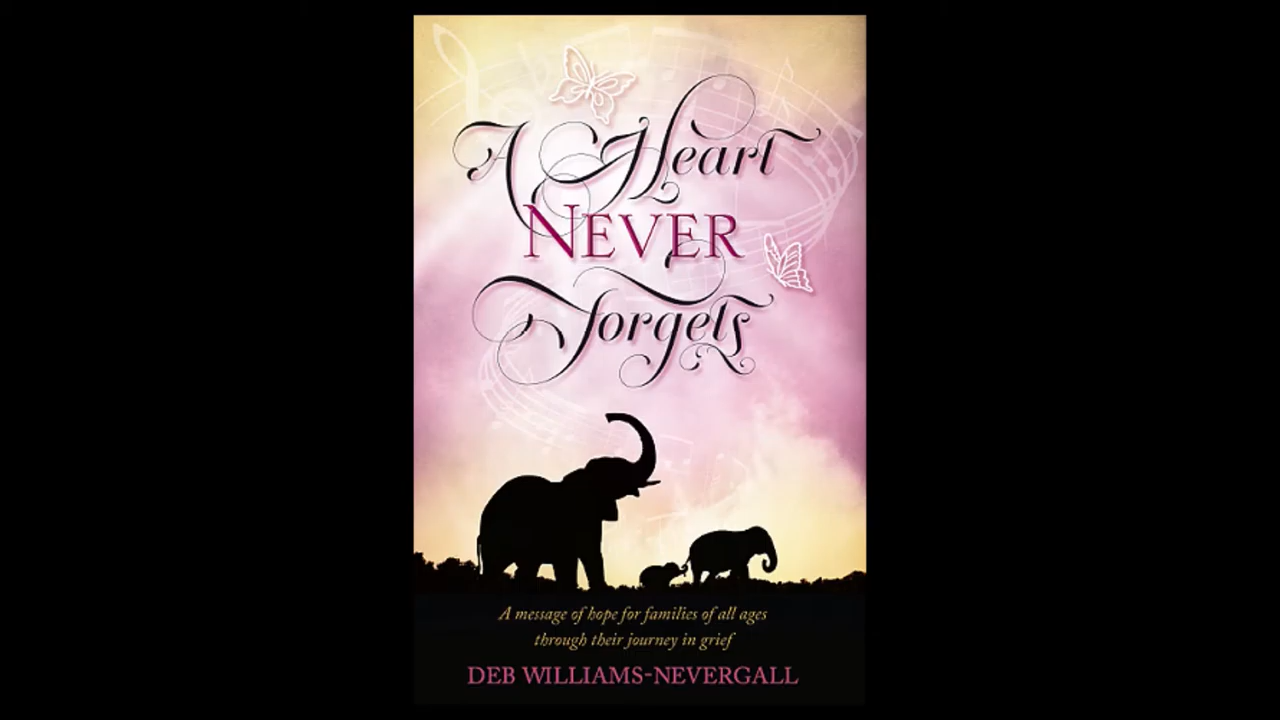 A Heart
NEVER
Forgets
A message of hope for families of all ages
through their journey in grief
DEB WILLIAMS-NEVERGALL